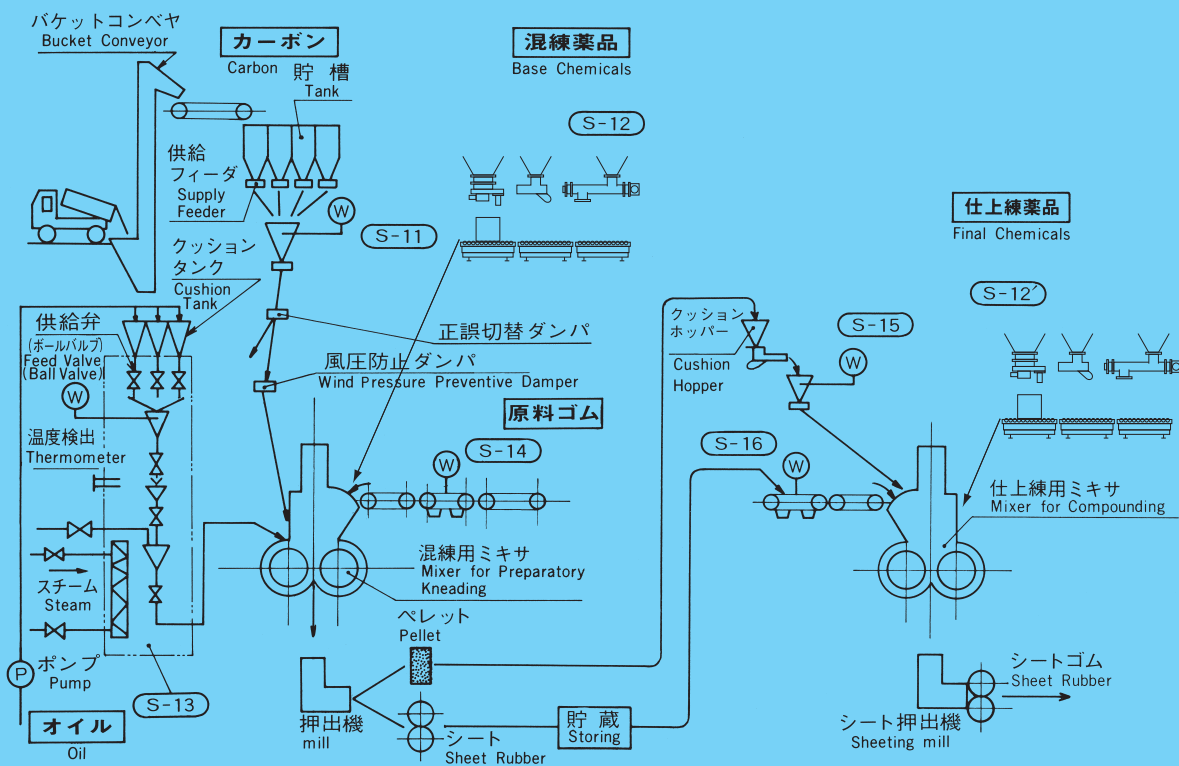 バケットコンベヤ
Bucket Conveyor
カーボン
Carbon
貯槽
Tank
混練薬品
Base Chemicals
S-12
供給
フィーダ
Supply
Feeder
W
S-11
クッション
タンク
Cushion
Tank
仕上練薬品
Final Chemicals
S-12'
供給弁
(ボールバルブ)
Feed Valve
(Ball Valve)
W
正誤切替ダンパ
風圧防止ダンパ
Wind Pressure Preventive Damper
クッション
ホッパー
Cushion
Hopper
S-15
W
原料ゴム
S-14
W
温度検出
Thermometer
S-16
W
仕上練用ミキサ
Mixer for Compounding
混練用ミキサ
Mixer for Preparatory
Kneading
スチーム
Steam
ペレット
Pellet
P
ポンプ
Pump
S-13
オイル
Oil
押出機
mill
シート
Sheet Rubber
貯蔵
Storing
シートゴム
Sheet Rubber
シート押出機
Sheeting mill